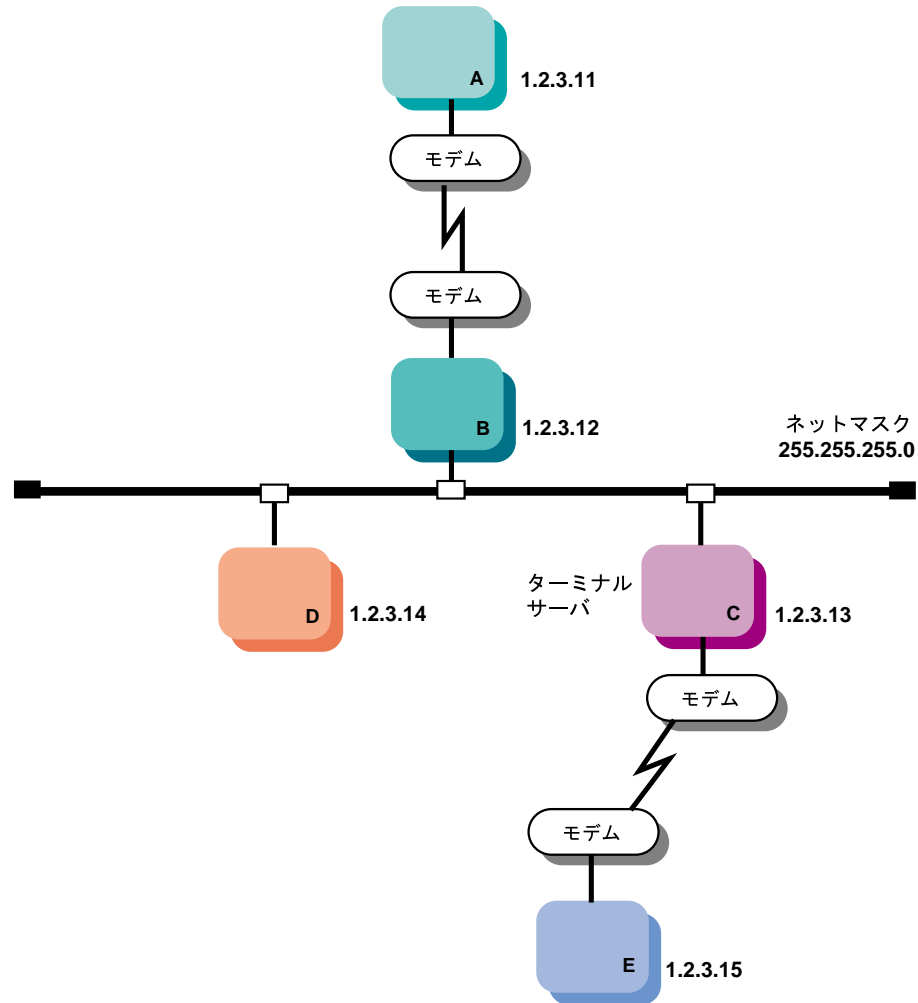 A
1.2.3.11
モデム
モデム
B
1.2.3.12
ネットマスク
255.255.255.0
D
1.2.3.14
ターミナル
サーバ
C
1.2.3.13
モデム
モデム
E
1.2.3.15